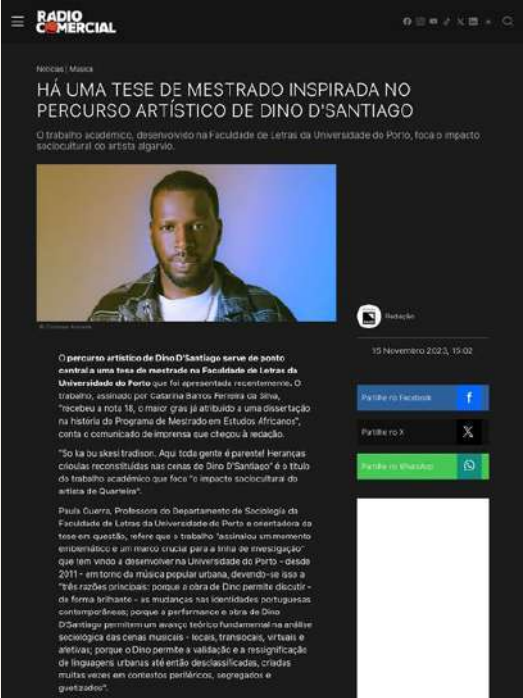 RÁDIO
COMERCIAL
Notícias | Música
HÁ UMA TESE DE MESTRADO INSPIRADA NO
PERCURSO ARTÍSTICO DE DINO D'SANTIAGO
O trabalho académico, desenvolviso na Faculdade de Letras da Universidade do Porto, foca o impacto
sociocultural do artista algarvio.
Redação
15 Novembro 2023, 15:02
Partilhe no Facebook
Partilhe no X
Partilhe no WhatsApp
O percurso artístico de Dino D'Santiago serve de ponto
central a uma tese de mestrado na Faculdade de Letras da
Universidade do Porto que foi apresentada recentemente. O
trabalho, assinado por Catarina Barros Ferreira da Silva,
"recebeu a nota 18, o maior grau já atribuído a uma dissertação
na história do Programa de Mestrado em Estudos Africanos",
conta o comunicado de imprensa que chegou à redação.
"So ka bu skesi tradison. Aqui toda gente é parente! Heranças
crioulas reconstituídas nas cenas de Dino D'Santiago" é o título
do trabalho académico que foca "o impacto sociocultural do
artista de Quarteira".
Paula Guerra, Professora do Departamento de Sociologia da
Faculdade de Letras da Universidade do Porto e orientadora da
tese em questão, refere que o trabalho "assinalou um momento
emblemático e um marco crucial para a linha de investigação"
que tem vindo a desenvolver na Universidade do Porto - desde
2011 - em torno da música popular urbana, devendo-se isso a
"três razões principais: porque a obra de Dino permite discutir -
de forma brilhante - as mudanças nas identidades portuguesas
contemporâneas; porque a performance e obra de Dino
D'Santiago permitem um avanço teórico fundamental na análise
sociológica das cenas musicais - locais, translocais, virtuais e
afetivas; porque o Dino permite a validação e a ressignificação
de linguagens urbanas até então desclassificadas, criadas
muitas vezes em contextos periféricos, segregados e
guetizados".